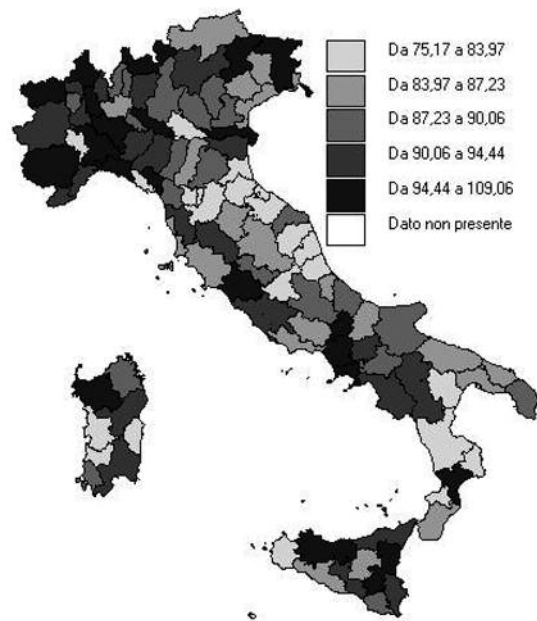 Da 75,17 a 83,97
Da 83,97 a 87,23
Da 87,23 a 90,06
Da 90,06 a 94,44
Da 94,44 a 109,06
Dato non presente